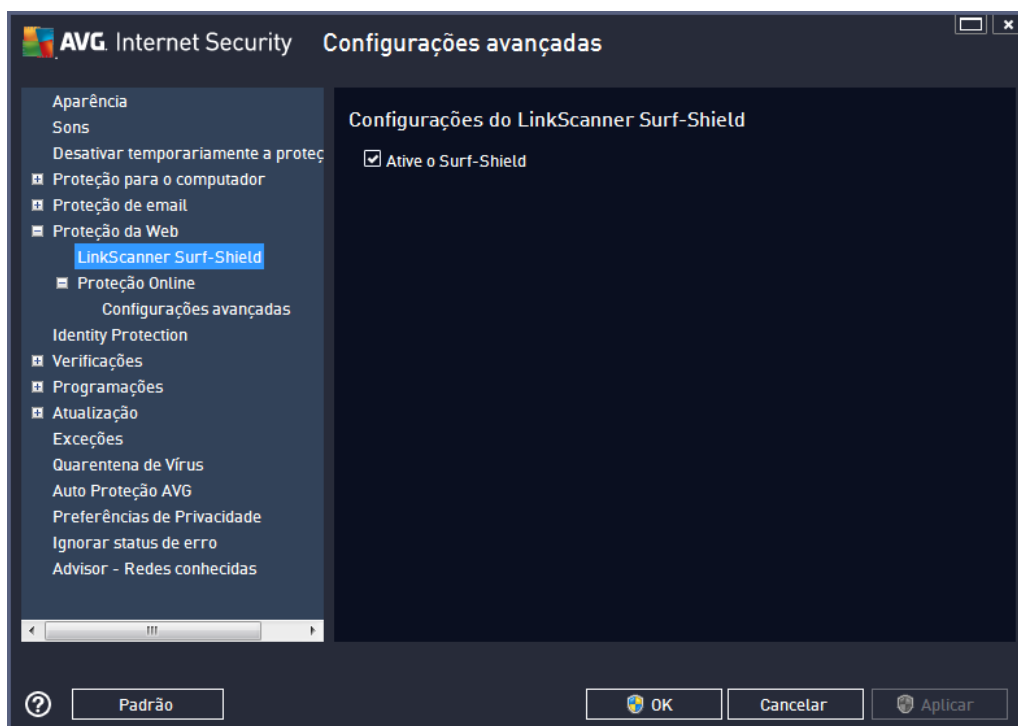 AVG. Internet Security Configurações avançadas
Aparência
Sons
Desativar temporariamente a proteç
Proteção para o computador
Proteção de email
Proteção da Web
LinkScanner Surf-Shield
Proteção Online
Configurações avançadas
Identity Protection
Verificações
Programações
Atualização
Exceções
Quarentena de Vírus
Auto Proteção AVG
Preferências de Privacidade
Ignorar status de erro
Advisor - Redes conhecidas
Configurações do LinkScanner Surf-Shield
Ative o Surf-Shield
Padrão
OK
Cancelar
Aplicar